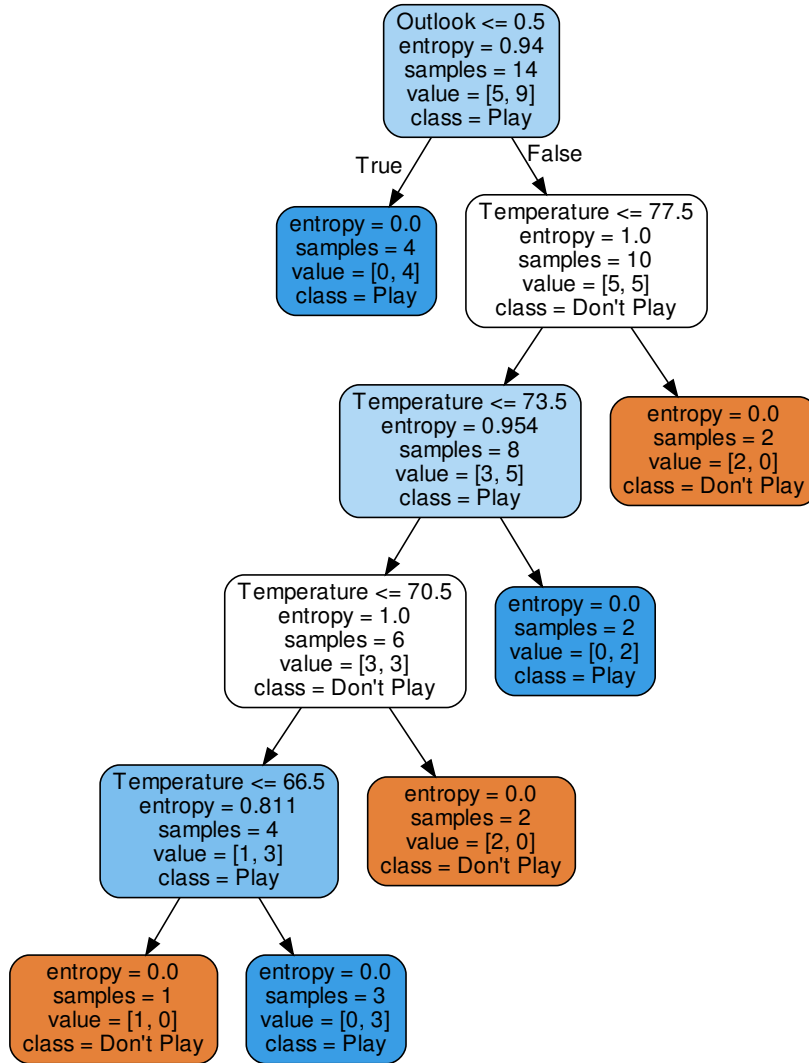 Outlook <= 0.5
entropy = 0.94
samples = 14
value = [5, 9]
class = Play
True
False
entropy = 0.0
samples = 4
value = [0, 4]
class = Play
Temperature <= 77.5
entropy = 1.0
samples = 10
value = [5, 5]
class = Don't Play
Temperature <= 73.5
entropy = 0.954
samples = 8
value = [3, 5]
class = Play
entropy = 0.0
samples = 2
value = [2, 0]
class = Don't Play
Temperature <= 70.5
entropy = 1.0
samples = 6
value = [3, 3]
class = Don't Play
entropy = 0.0
samples = 2
value = [0, 2]
class = Play
Temperature <= 66.5
entropy = 0.811
samples = 4
value = [1, 3]
class = Play
entropy = 0.0
samples = 2
value = [2, 0]
class = Don't Play
entropy = 0.0
samples = 1
value = [1, 0]
class = Don't Play
entropy = 0.0
samples = 3
value = [0, 3]
class = Play